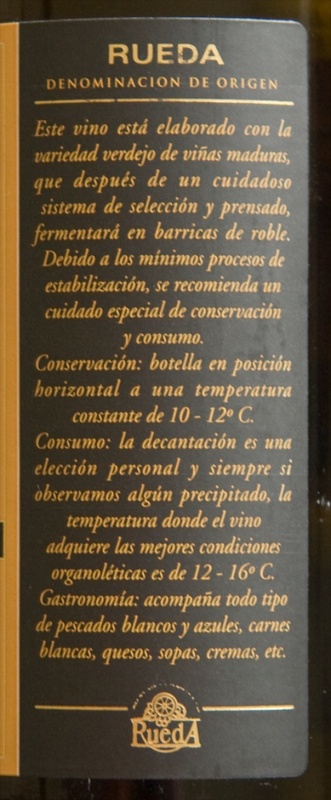 RUEDA
DENOMINACION DE ORIGEN
Este vino está elaborado con la
variedad verdejo de viñas maduras,
que después de un cuidadoso
sistema de selección y prensado,
fermentará en barricas de roble.
Debido a los mínimos procesos de
estabilización, se recomienda un
cuidado especial de conservación
y consumo.
Conservación: botella en posición
horizontal a una temperatura
constante de 10 - 12º C.
Consumo: la decantación es una
elección personal y siempre si
observamos algún precipitado, la
temperatura donde el vino
adquiere las mejores condiciones
organoléticas es de 12 - 16º C.
Gastronomía: acompaña todo tipo
de pescados blancos y azules, carnes
blancas, quesos, sopas, cremas, etc.
RuedA